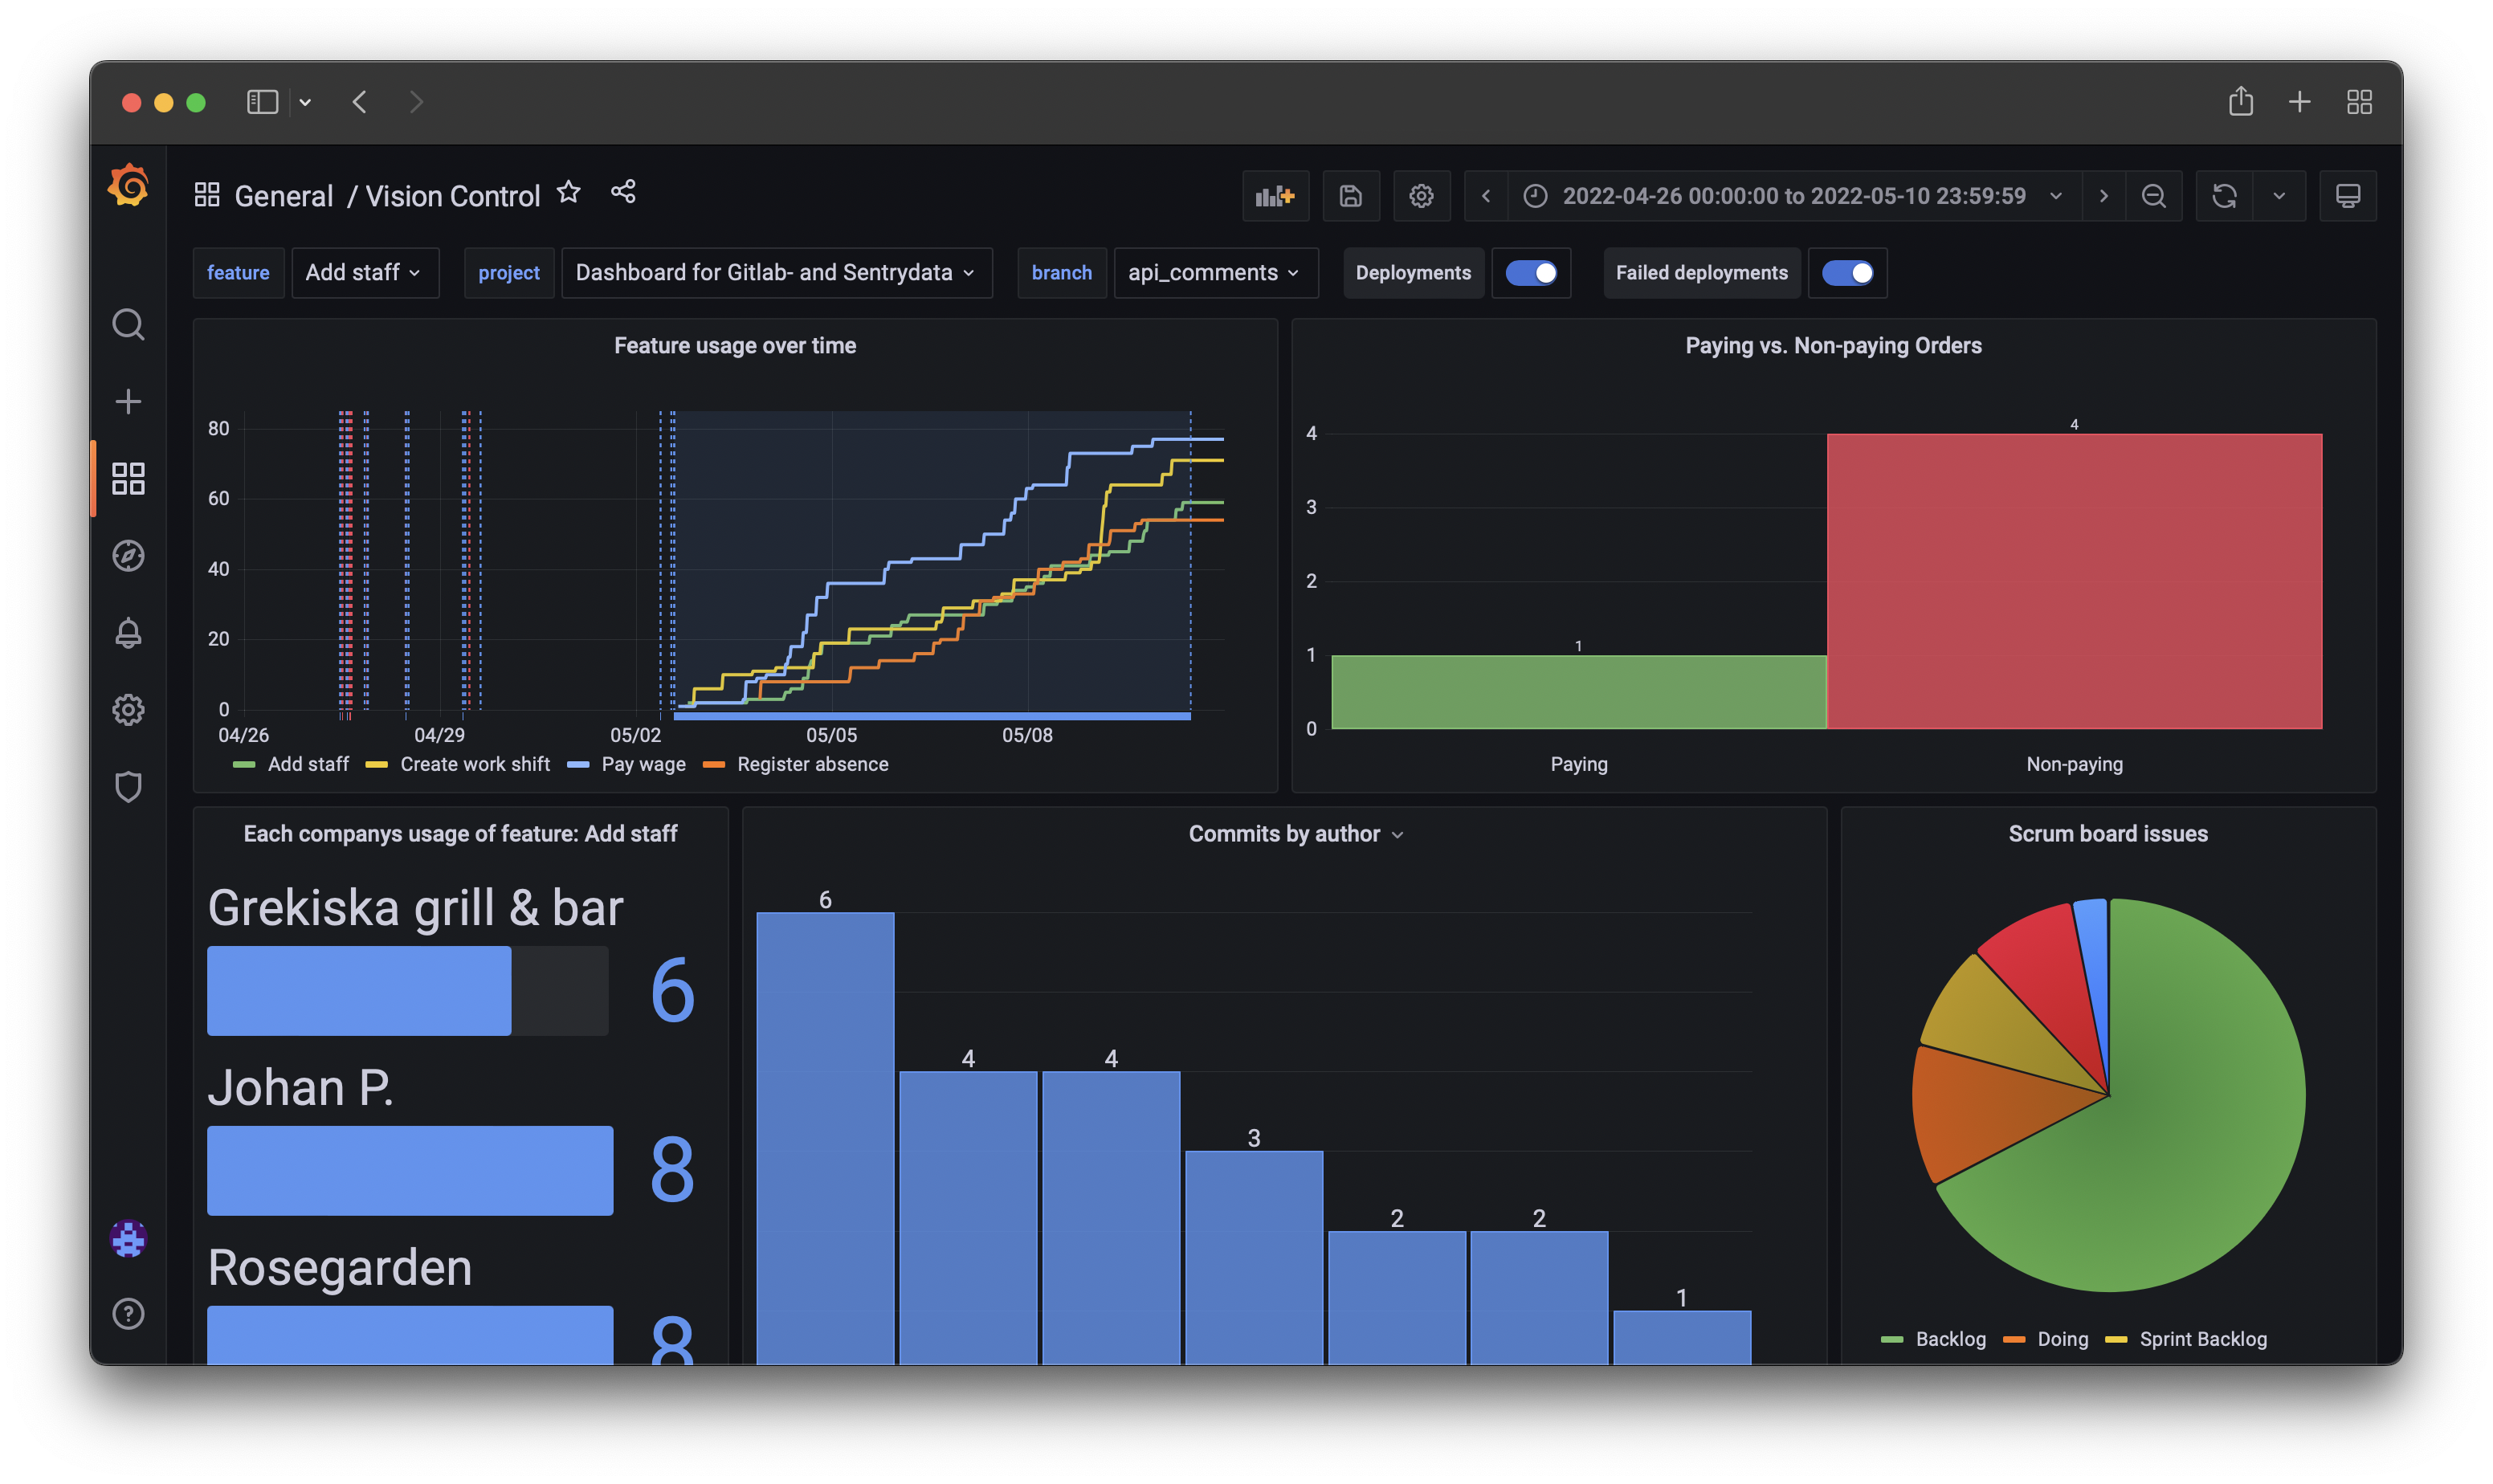 General / Vision Control
2022-04-26 00:00:00 to 2022-05-10 23:59:59
feature Add staff project Dashboard for Gitlab- and Sentrydata branch api_comments Deployments Failed deployments
Feature usage over time
80
60
40
20
0
04/26 04/29 05/02 05/05 05/08
Add staff Create work shift Pay wage Register absence
Paying vs. Non-paying Orders
4
3
2
1
0
1
4
Paying Non-paying
Each companys usage of feature: Add staff
Grekiska grill & bar
6
Johan P.
8
Rosegarden
8
Commits by author
6
4
4
3
2
2
1
Scrum board issues
Backlog Doing Sprint Backlog